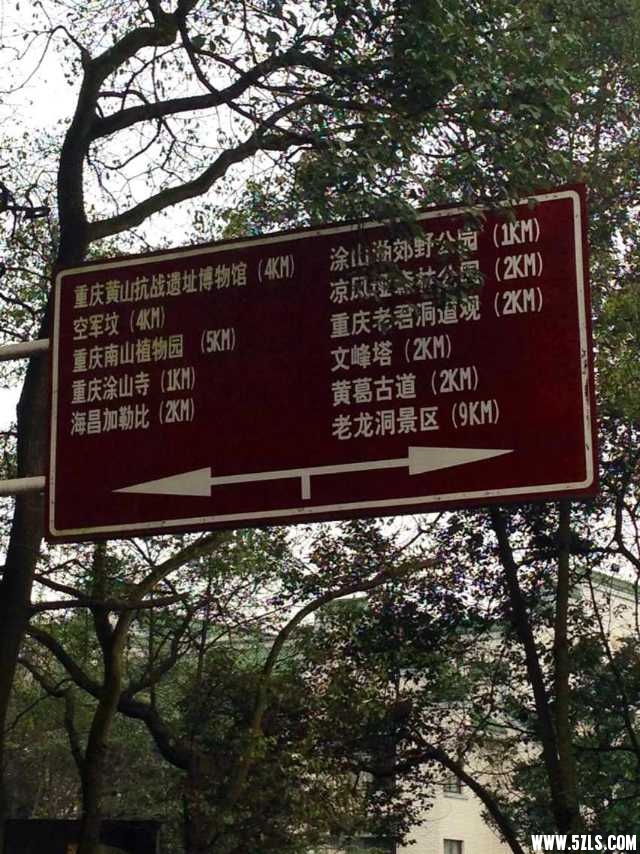 重庆黄山抗战遗址博物馆 (4KM)
空军坟 (4KM)
重庆南山植物园 (5KM)
重庆涂山寺 (1KM)
海昌加勒比 (2KM)
涂山湖郊野公园 (1KM)
凉风垭森林公园 (2KM)
重庆老君洞道观 (2KM)
文峰塔 (2KM)
黄葛古道 (2KM)
老龙洞景区 (9KM)
WWW.5ZLS.COM